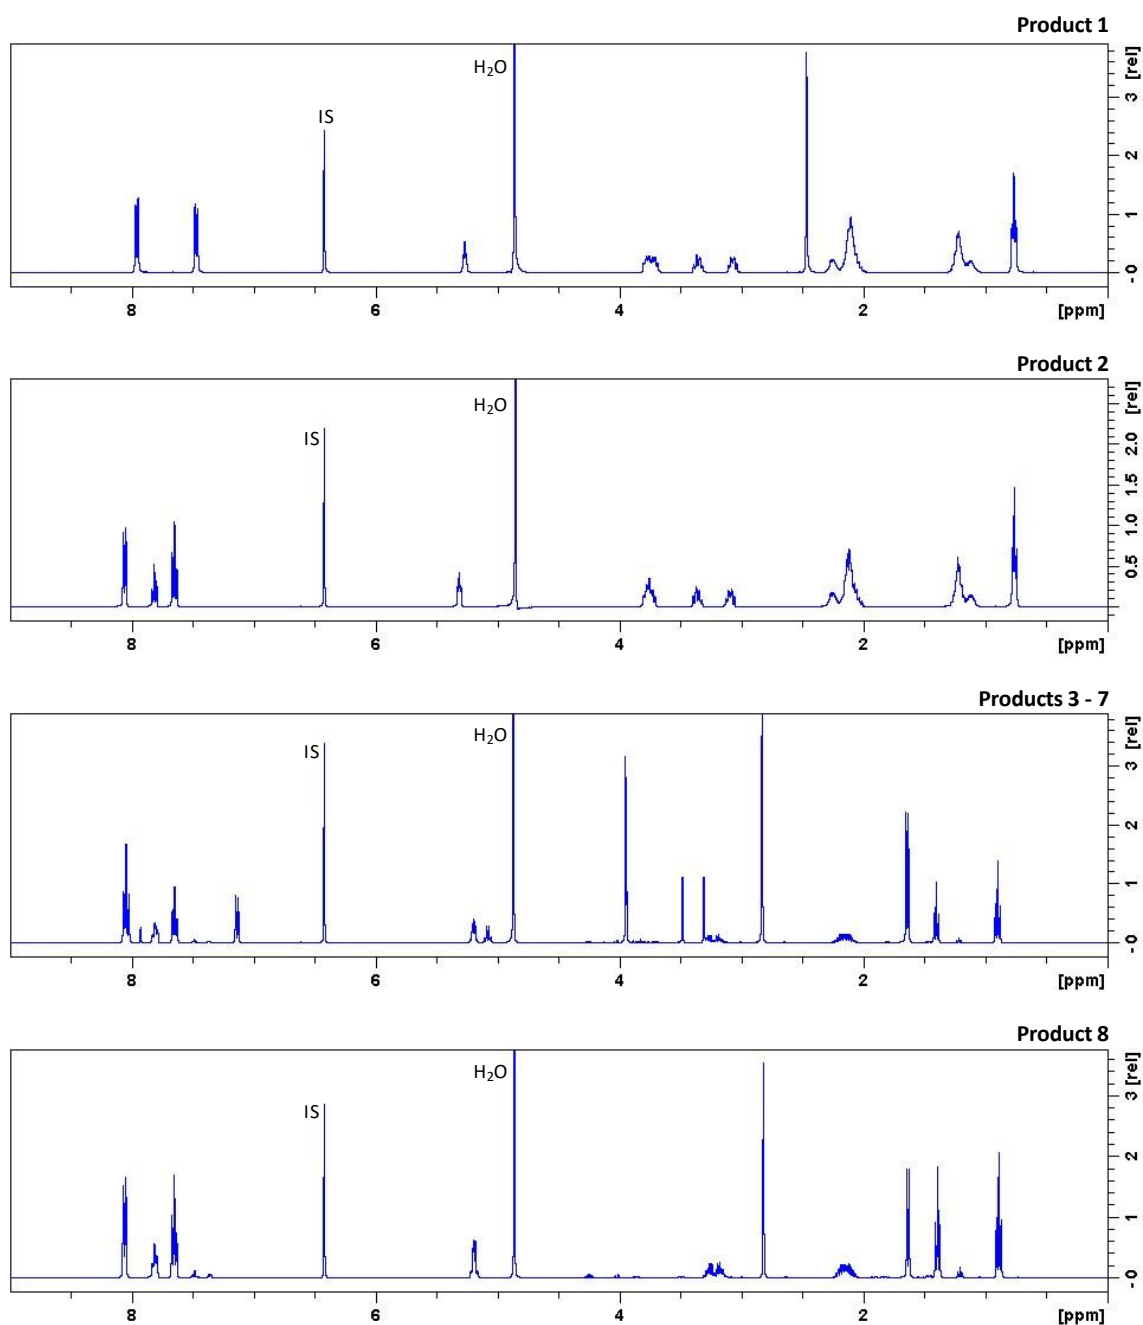 Product 1
H2O
IS
3 [rel]
2
1
- 0
8
6
4
2
[ppm]
Product 2
H2O
IS
[rel]
2.0
1.5
1.0
0.5
8
6
4
2
[ppm]
Products 3 - 7
H2O
IS
3 [rel]
2
1
- 0
8
6
4
2
[ppm]
Product 8
H2O
IS
3 [rel]
2
1
- 0
8
6
4
2
[ppm]